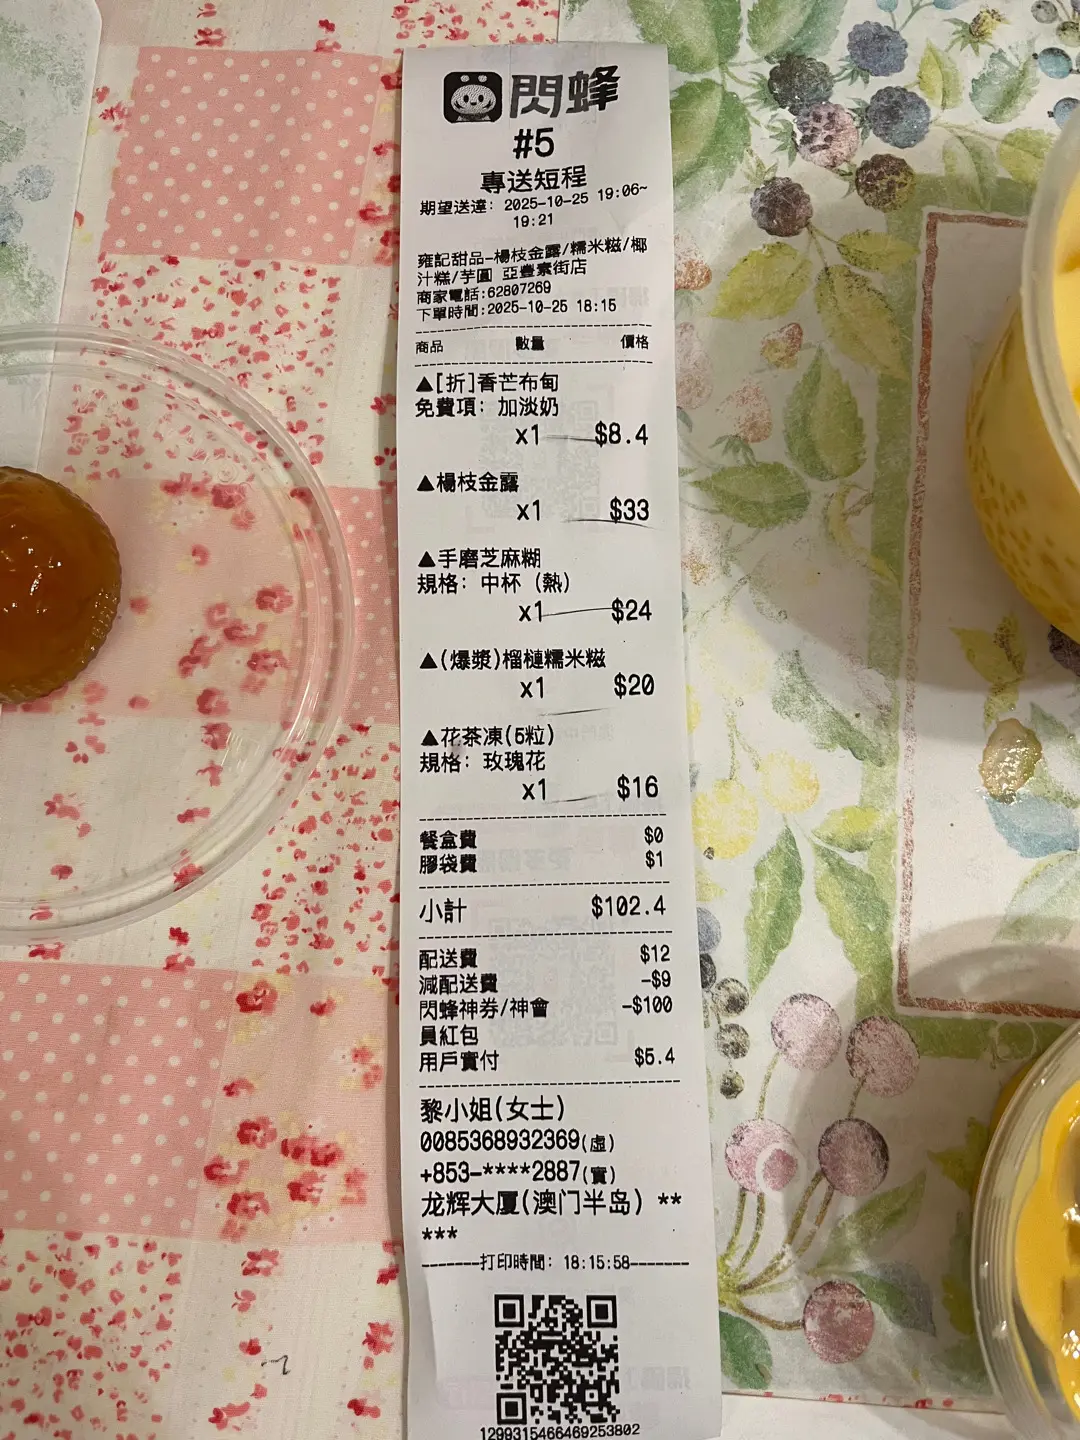 閃蜂
#5
專送短程
期望送達: 2025-10-25 19:06~
19:21
雍記甜品-楊枝金露/糯米糍/椰
汁糕/芋圓 亞豐素街店
商家電話:62807269
下單時間:2025-10-25 18:15
商品 數量 價格
▲[折]香芒布甸
免費項: 加淡奶
x1 $8.4
▲楊枝金露
x1 $33
▲手磨芝麻糊
規格: 中杯 (熱)
x1 $24
▲(爆漿)榴槤糯米糍
x1 $20
▲花茶凍(5粒)
規格: 玫瑰花
x1 $16
餐盒費 $0
膠袋費 $1
小計 $102.4
配送費 $12
減配送費 -$9
閃蜂神券/神會 -$100
員紅包
用戶實付 $5.4
黎小姐(女士)
0085368932369(虛)
+853-****2887(實)
龙辉大厦(澳门半岛) **
***
-------打印時間: 18:15:58-------
1299315466469253802